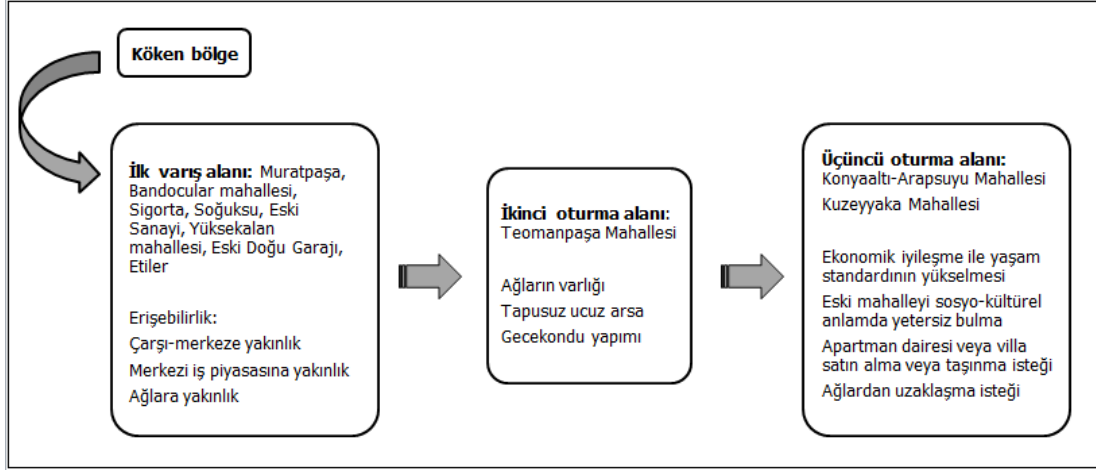 Köken bölge
İlk varış alanı: Muratpaşa,
Bandocular mahallesi,
Sigorta, Soğuksu, Eski
Sanayi, Yüksekalan
mahallesi, Eski Doğu Garajı,
Etiler
Erişebilirlik:
Çarşı-merkeze yakınlık
Merkezi iş piyasasına yakınlık
Ağlara yakınlık
İkinci oturma alanı:
Teomanpaşa Mahallesi
Ağların varlığı
Tapusuz ucuz arsa
Gecekondu yapımı
Üçüncü oturma alanı:
Konyaaltı-Arapsuyu Mahallesi
Kuzeyyaka Mahallesi
Ekonomik iyileşme ile yaşam
standardının yükselmesi
Eski mahalleyi sosyo-kültürel
anlamda yetersiz bulma
Apartman dairesi veya villa
satın alma veya taşınma isteği
Ağlardan uzaklaşma isteği